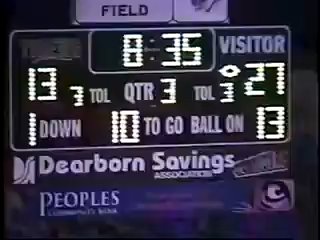 FIELD
8:35 VISITOR
13 3 TOL QTR 3 TOL 3 27
1 DOWN 10 TO GO BALL ON 13
Dearborn Savings
ASSOCIATION
PEOPLES
COMMUNITY BANK